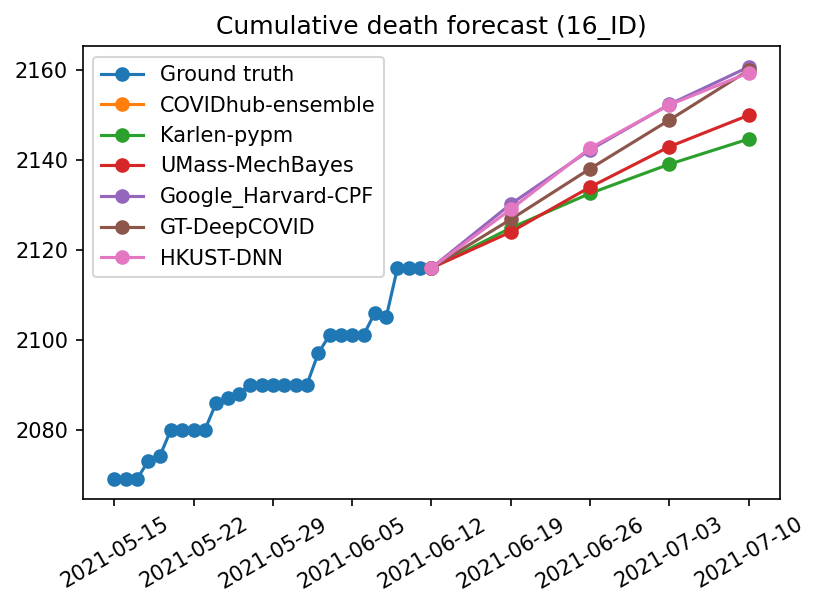 Cumulative death forecast (16_ID)
2160
2140
2120
2100
2080
Ground truth
COVIDhub-ensemble
Karlen-pypm
UMass-MechBayes
Google_Harvard-CPF
GT-DeepCOVID
HKUST-DNN
2021-05-15
2021-05-22
2021-05-29
2021-06-05
2021-06-12
2021-06-19
2021-06-26
2021-07-03
2021-07-10